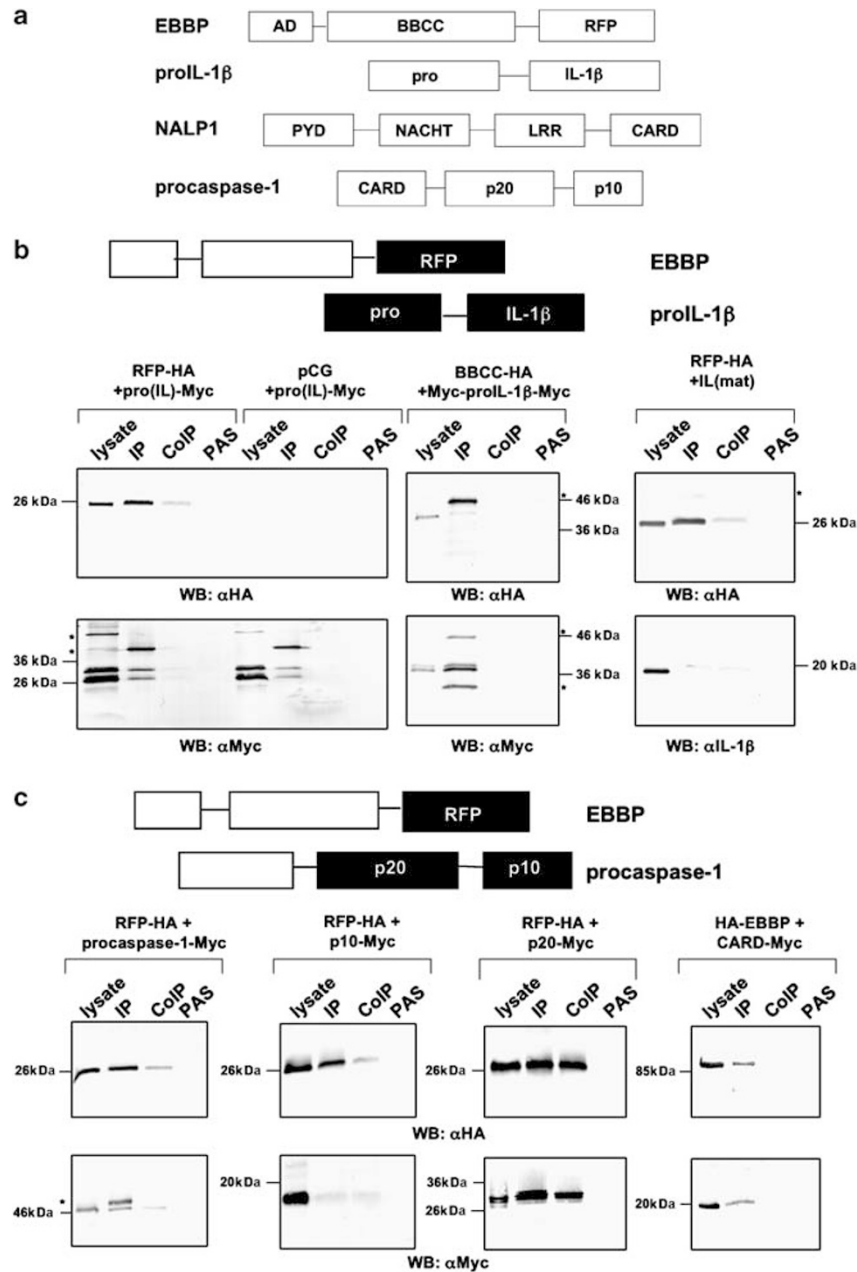 a
EBBP AD BBCC RFP
proIL-1β pro IL-1β
NALP1 PYD NACHT LRR CARD
procaspase-1 CARD p20 p10
b
RFP EBBP
pro IL-1β proIL-1β
RFP-HA +pro(IL)-Myc
pCG +pro(IL)-Myc
BBCC-HA +Myc-proIL-1β-Myc
RFP-HA +IL(mat)
lysate IP CoIP PAS lysate IP CoIP PAS lysate IP CoIP PAS lysate IP CoIP PAS
26 kDa
* 46 kDa
36 kDa
*
26 kDa
WB: αHA WB: αHA WB: αHA
*
*
36 kDa
26 kDa
* 46 kDa
36 kDa
*
20 kDa
WB: αMyc WB: αMyc WB: αIL-1β
c
RFP EBBP
p20 p10 procaspase-1
RFP-HA + procaspase-1-Myc
RFP-HA + p10-Myc
RFP-HA + p20-Myc
HA-EBBP + CARD-Myc
lysate IP CoIP PAS lysate IP CoIP PAS lysate IP CoIP PAS lysate IP CoIP PAS
26kDa 26kDa 26kDa 85kDa
WB: αHA
*
46kDa
20kDa
36kDa
26kDa
20kDa
WB: αMyc